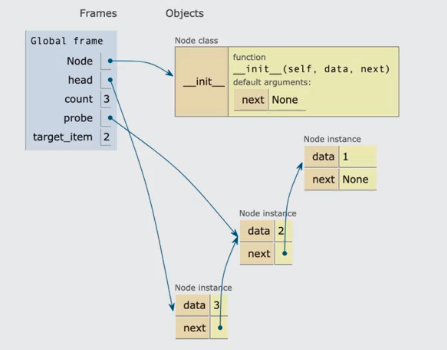 Frames Objects
Global frame
Node
head
count 3
probe
target_item 2
Node class
__init__
function
__init__(self, data, next)
default arguments:
next None
Node instance
data 1
next None
Node instance
data 2
next
Node instance
data 3
next